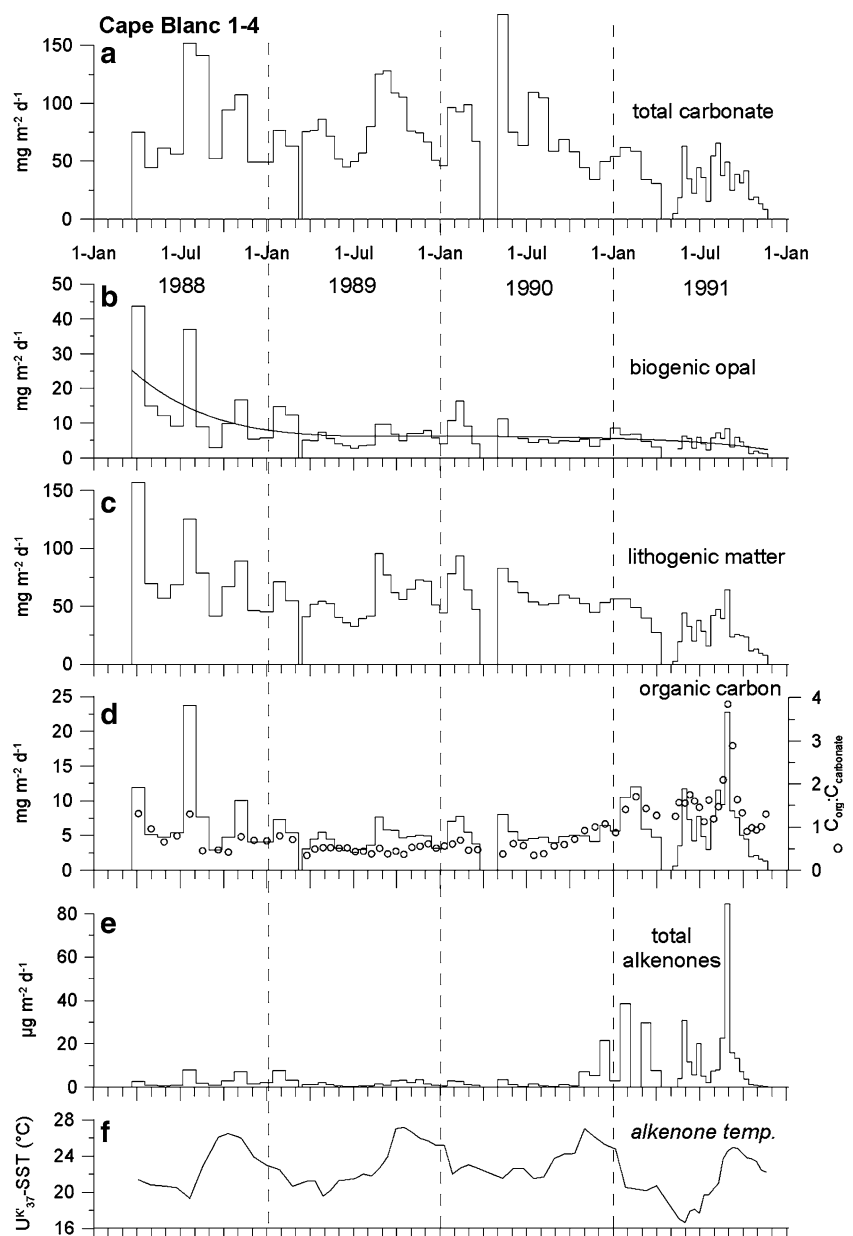 Cape Blanc 1-4
a
150
100
50
0
mg m⁻² d⁻¹
total carbonate
1-Jan 1-Jul 1-Jan 1-Jul 1-Jan 1-Jul 1-Jan 1-Jul 1-Jan
1988 1989 1990 1991
b
50
40
30
20
10
0
mg m⁻² d⁻¹
biogenic opal
c
150
100
50
0
mg m⁻² d⁻¹
lithogenic matter
d
25
20
15
10
5
0
mg m⁻² d⁻¹
organic carbon
4
3
2
1
0
O Corg:Ccarbonate
e
80
60
40
20
0
µg m⁻² d⁻¹
total
alkenones
f
28
24
20
16
UK'37-SST (°C)
alkenone temp.